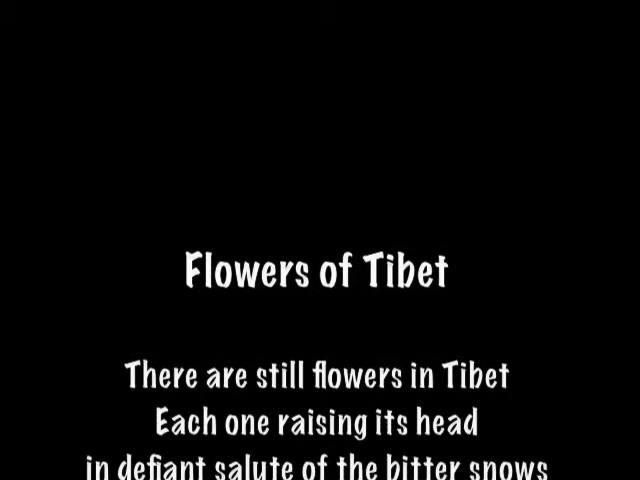 Flowers of Tibet
There are still flowers in Tibet
Each one raising its head
in defiant salute of the bitter snows